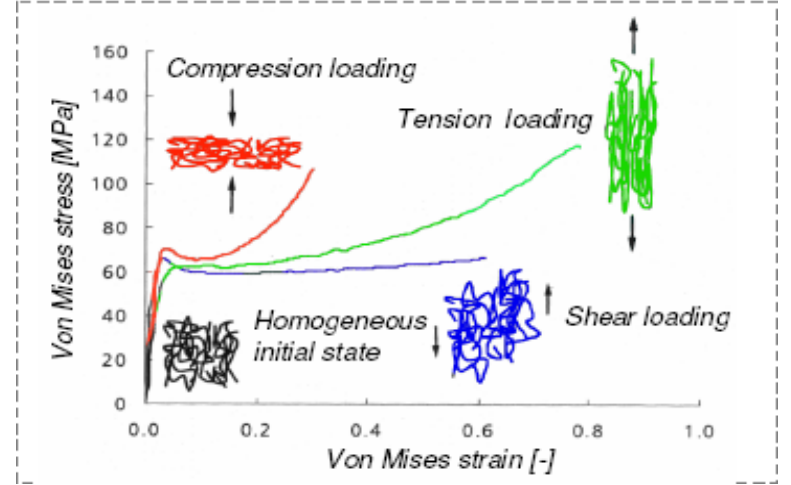 160
140
120
100
80
60
40
20
0
Von Mises stress [MPa]
Compression loading
Tension loading
Homogeneous
initial state
Shear loading
0.0 0.2 0.4 0.6 0.8 1.0
Von Mises strain [-]